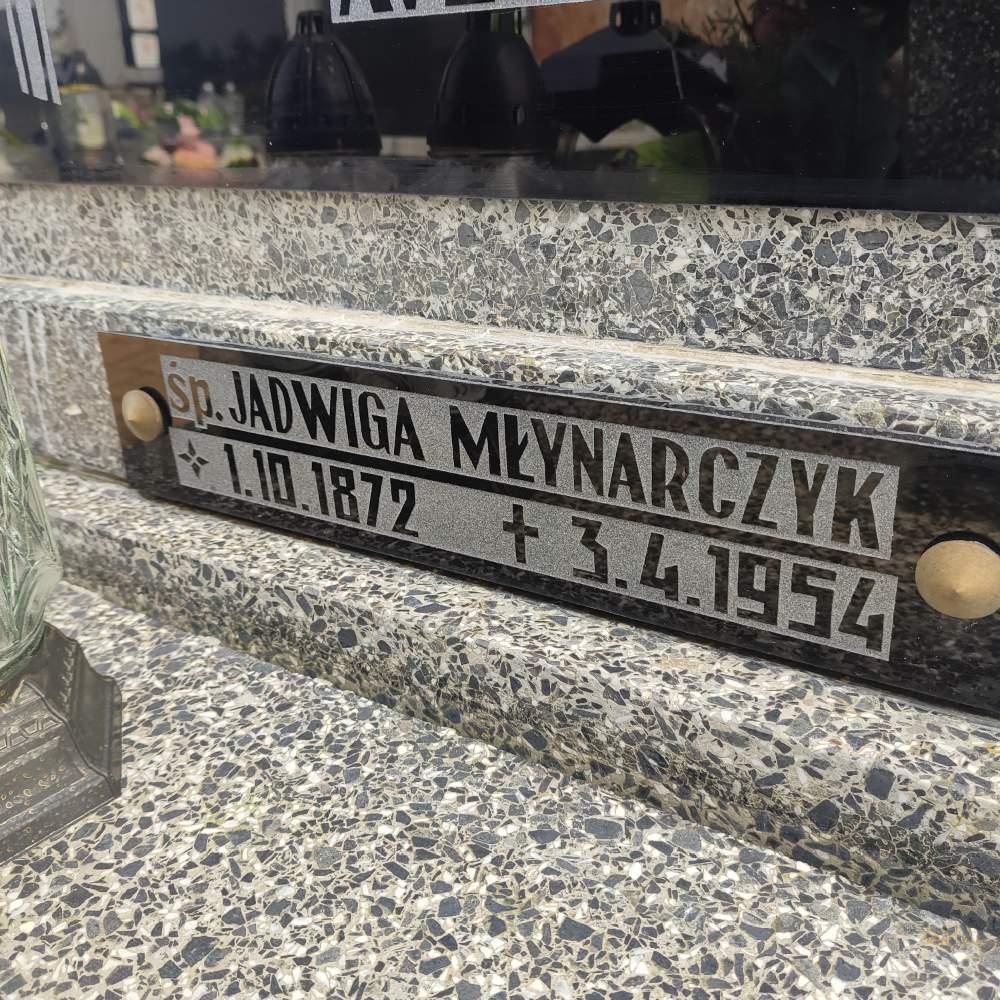 śp. JADWIGA MŁYNARCZYK
1.10.1872 ✝ 3.4.1954